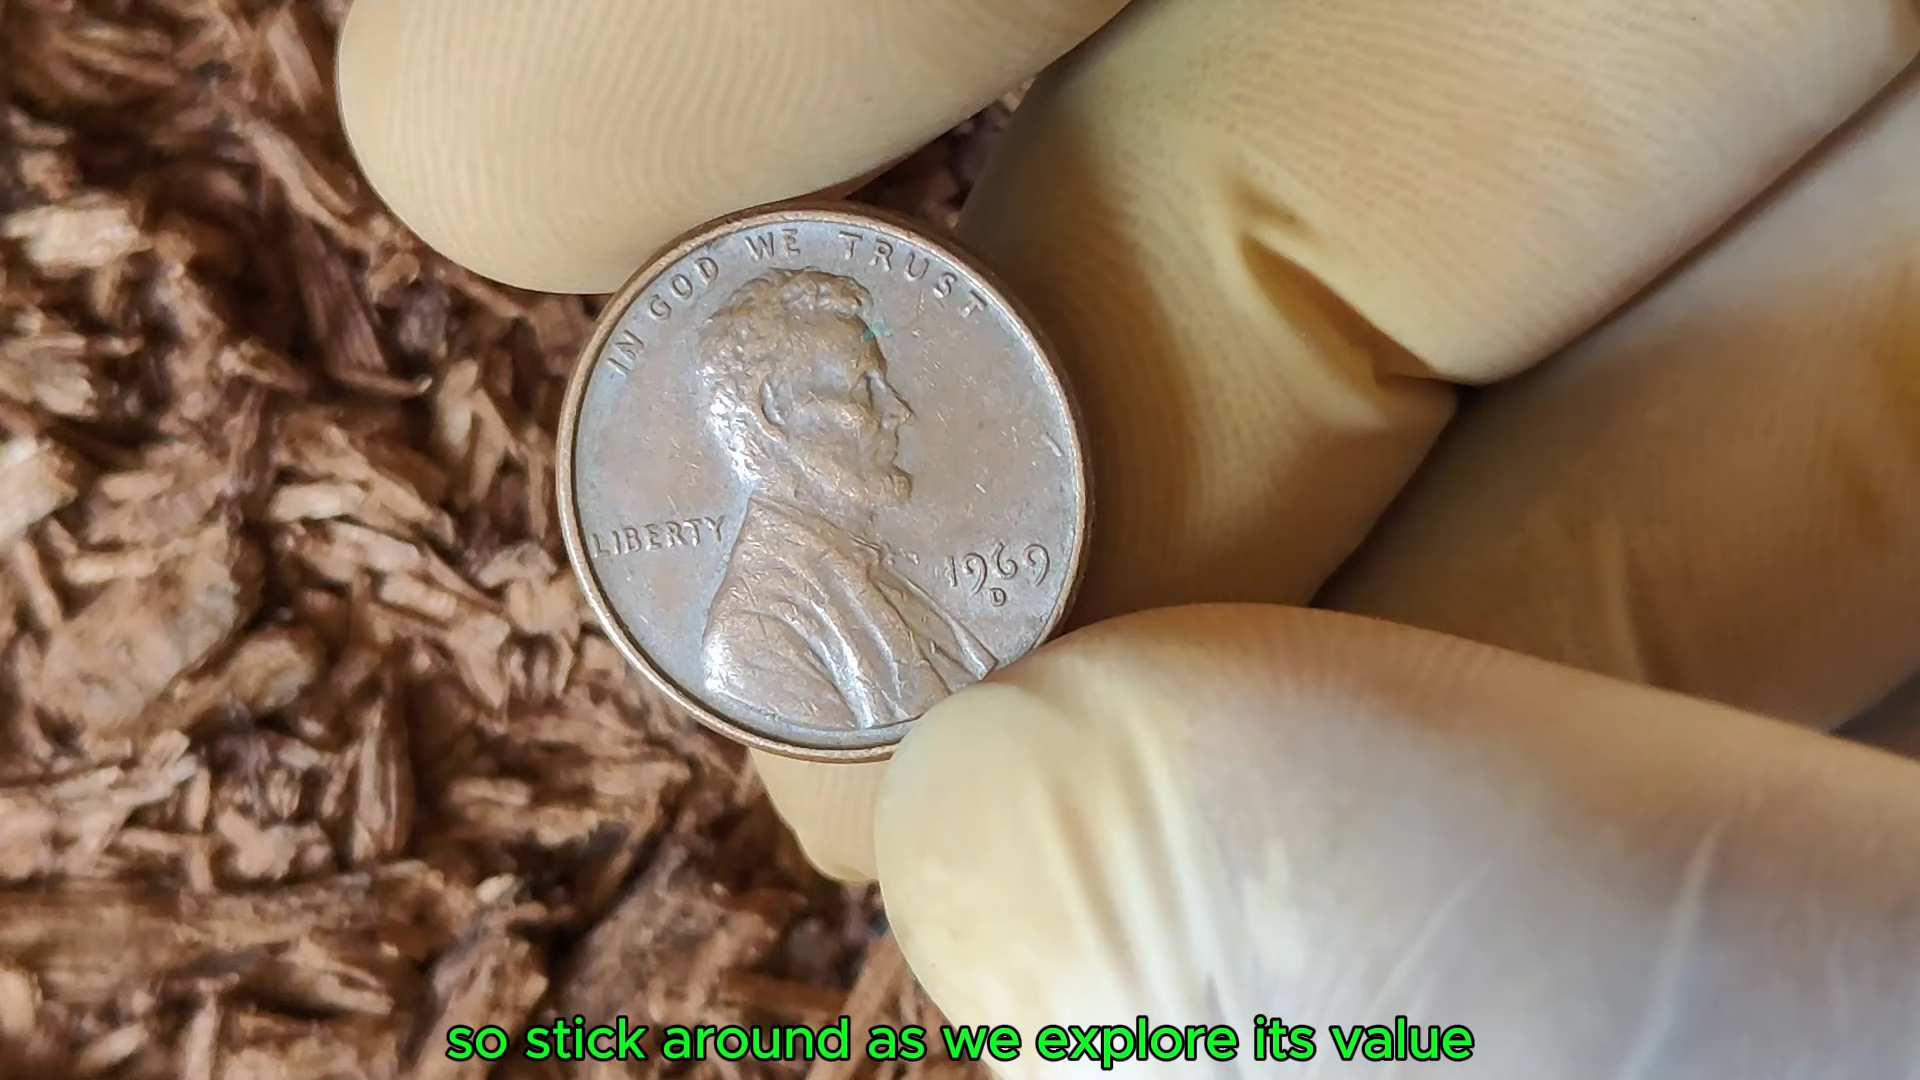 IN GOD WE TRUST
LIBERTY
1969
D
so stick around as we explore its value